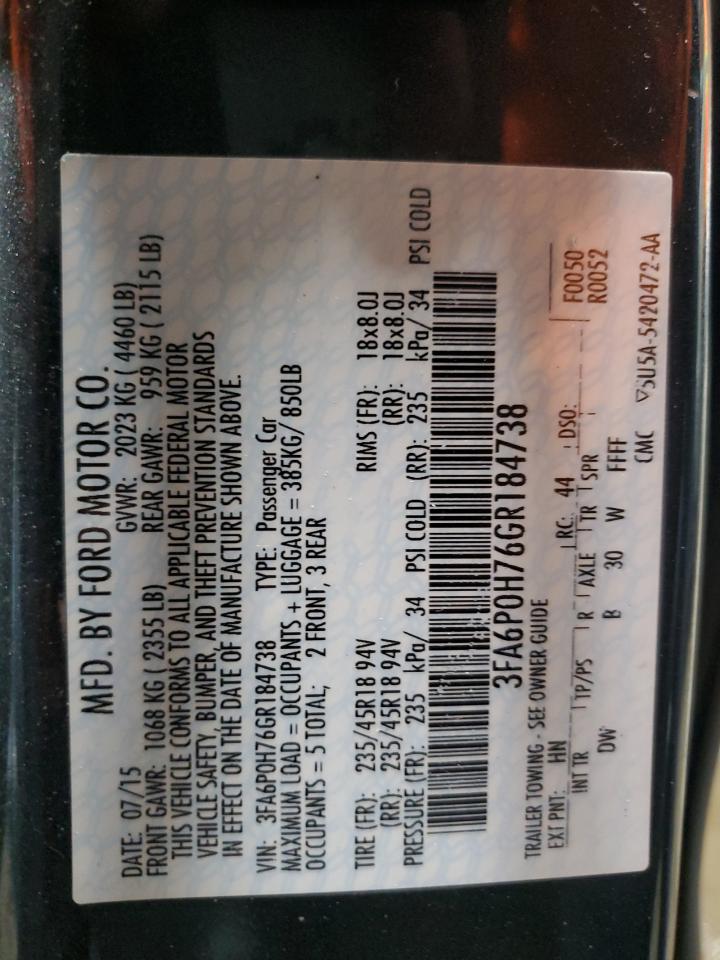 MFD. BY FORD MOTOR CO.
DATE: 07/15 GVWR: 2023 KG ( 4460 LB)
FRONT GAWR: 1068 KG ( 2355 LB) REAR GAWR: 959 KG ( 2115 LB)
THIS VEHICLE CONFORMS TO ALL APPLICABLE FEDERAL MOTOR
VEHICLE SAFETY, BUMPER, AND THEFT PREVENTION STANDARDS
IN EFFECT ON THE DATE OF MANUFACTURE SHOWN ABOVE.
VIN: 3FA6P0H76GR184738 TYPE: Passenger Car
MAXIMUM LOAD = OCCUPANTS + LUGGAGE = 385KG/ 850LB
OCCUPANTS = 5 TOTAL; 2 FRONT, 3 REAR
TIRE (FR): 235/45R18 94V RIMS (FR): 18x8.0J
(RR): 235/45R18 94V (RR): 18x8.0J
PRESSURE (FR): 235 kPa/ 34 PSI COLD (RR): 235 kPa/ 34 PSI COLD
3FA6P0H76GR184738
TRAILER TOWING - SEE OWNER GUIDE
EXT PNT: HN RC: 44 DSO: F0050
R0052
INT TR TP/PS R AXLE TR SPR
DW B 30 W FFFF
CMC 5U5A-5420472-AA